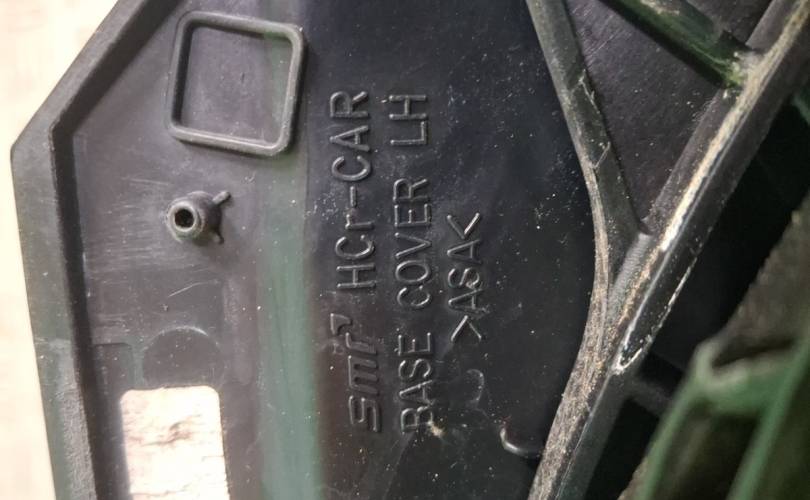 smr HCr-CAR
BASE COVER LH
>ASA<